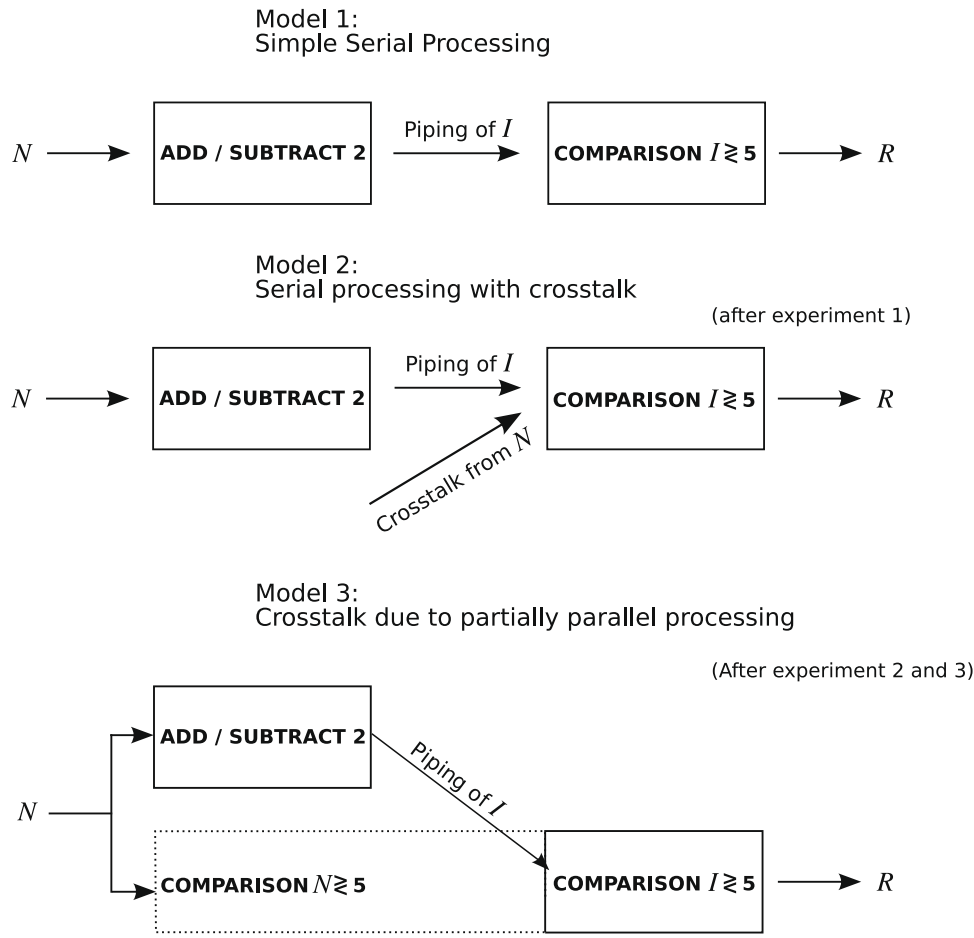 Model 1:
Simple Serial Processing
N
ADD / SUBTRACT 2
Piping of I
COMPARISON I ≷ 5
R
Model 2:
Serial processing with crosstalk
(after experiment 1)
N
ADD / SUBTRACT 2
Piping of I
Crosstalk from N
COMPARISON I ≷ 5
R
Model 3:
Crosstalk due to partially parallel processing
(After experiment 2 and 3)
N
ADD / SUBTRACT 2
Piping of I
COMPARISON N ≷ 5
COMPARISON I ≷ 5
R